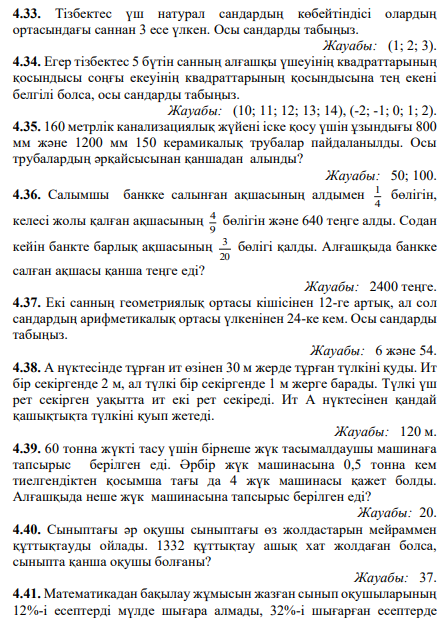 4.33. Тізбектес үш натурал сандардың көбейтіндісі олардың
ортасындағы саннан 3 есе үлкен. Осы сандарды табыңыз.
Жауабы: (1; 2; 3).
4.34. Егер тізбектес 5 бүтін санның алғашқы үшеуінің квадраттарының
қосындысы соңғы екеуінің квадраттарының қосындысына тең екені
белгілі болса, осы сандарды табыңыз.
Жауабы: (10; 11; 12; 13; 14), (-2; -1; 0; 1; 2).
4.35. 160 метрлік канализациялық жүйені іске қосу үшін ұзындығы 800
мм және 1200 мм 150 керамикалық трубалар пайдаланылды. Осы
трубалардың әрқайсысынан қаншадан алынды?
Жауабы: 50; 100.
4.36. Салымшы банкке салынған ақшасының алдымен 1/4 бөлігін,
келесі жолы қалған ақшасының 4/9 бөлігін және 640 теңге алды. Содан
кейін банкте барлық ақшасының 3/20 бөлігі қалды. Алғашқыда банкке
салған ақшасы қанша теңге еді?
Жауабы: 2400 теңге.
4.37. Екі санның геометриялық ортасы кішісінен 12-ге артық, ал сол
сандардың арифметикалық ортасы үлкенінен 24-ке кем. Осы сандарды
табыңыз.
Жауабы: 6 және 54.
4.38. А нүктесінде тұрған ит өзінен 30 м жерде тұрған түлкіні қуды. Ит
бір секіргенде 2 м, ал түлкі бір секіргенде 1 м жерге барады. Түлкі үш
рет секірген уақытта ит екі рет секіреді. Ит А нүктесінен қандай
қашықтықта түлкіні қуып жетеді.
Жауабы: 120 м.
4.39. 60 тонна жүкті тасу үшін бірнеше жүк тасымалдаушы машинаға
тапсырыс берілген еді. Әрбір жүк машинасына 0,5 тонна кем
тиелгендіктен қосымша тағы да 4 жүк машинасы қажет болды.
Алғашқыда неше жүк машинасына тапсырыс берілген еді?
Жауабы: 20.
4.40. Сыныптағы әр оқушы сыныптағы өз жолдастарын мейраммен
құттықтауды ойлады. 1332 құттықтау ашық хат жолдаған болса,
сыныпта қанша оқушы болғаны?
Жауабы: 37.
4.41. Математикадан бақылау жұмысын жазған сынып оқушыларының
12%-і есептерді мүлде шығара алмады, 32%-і шығарған есептерде